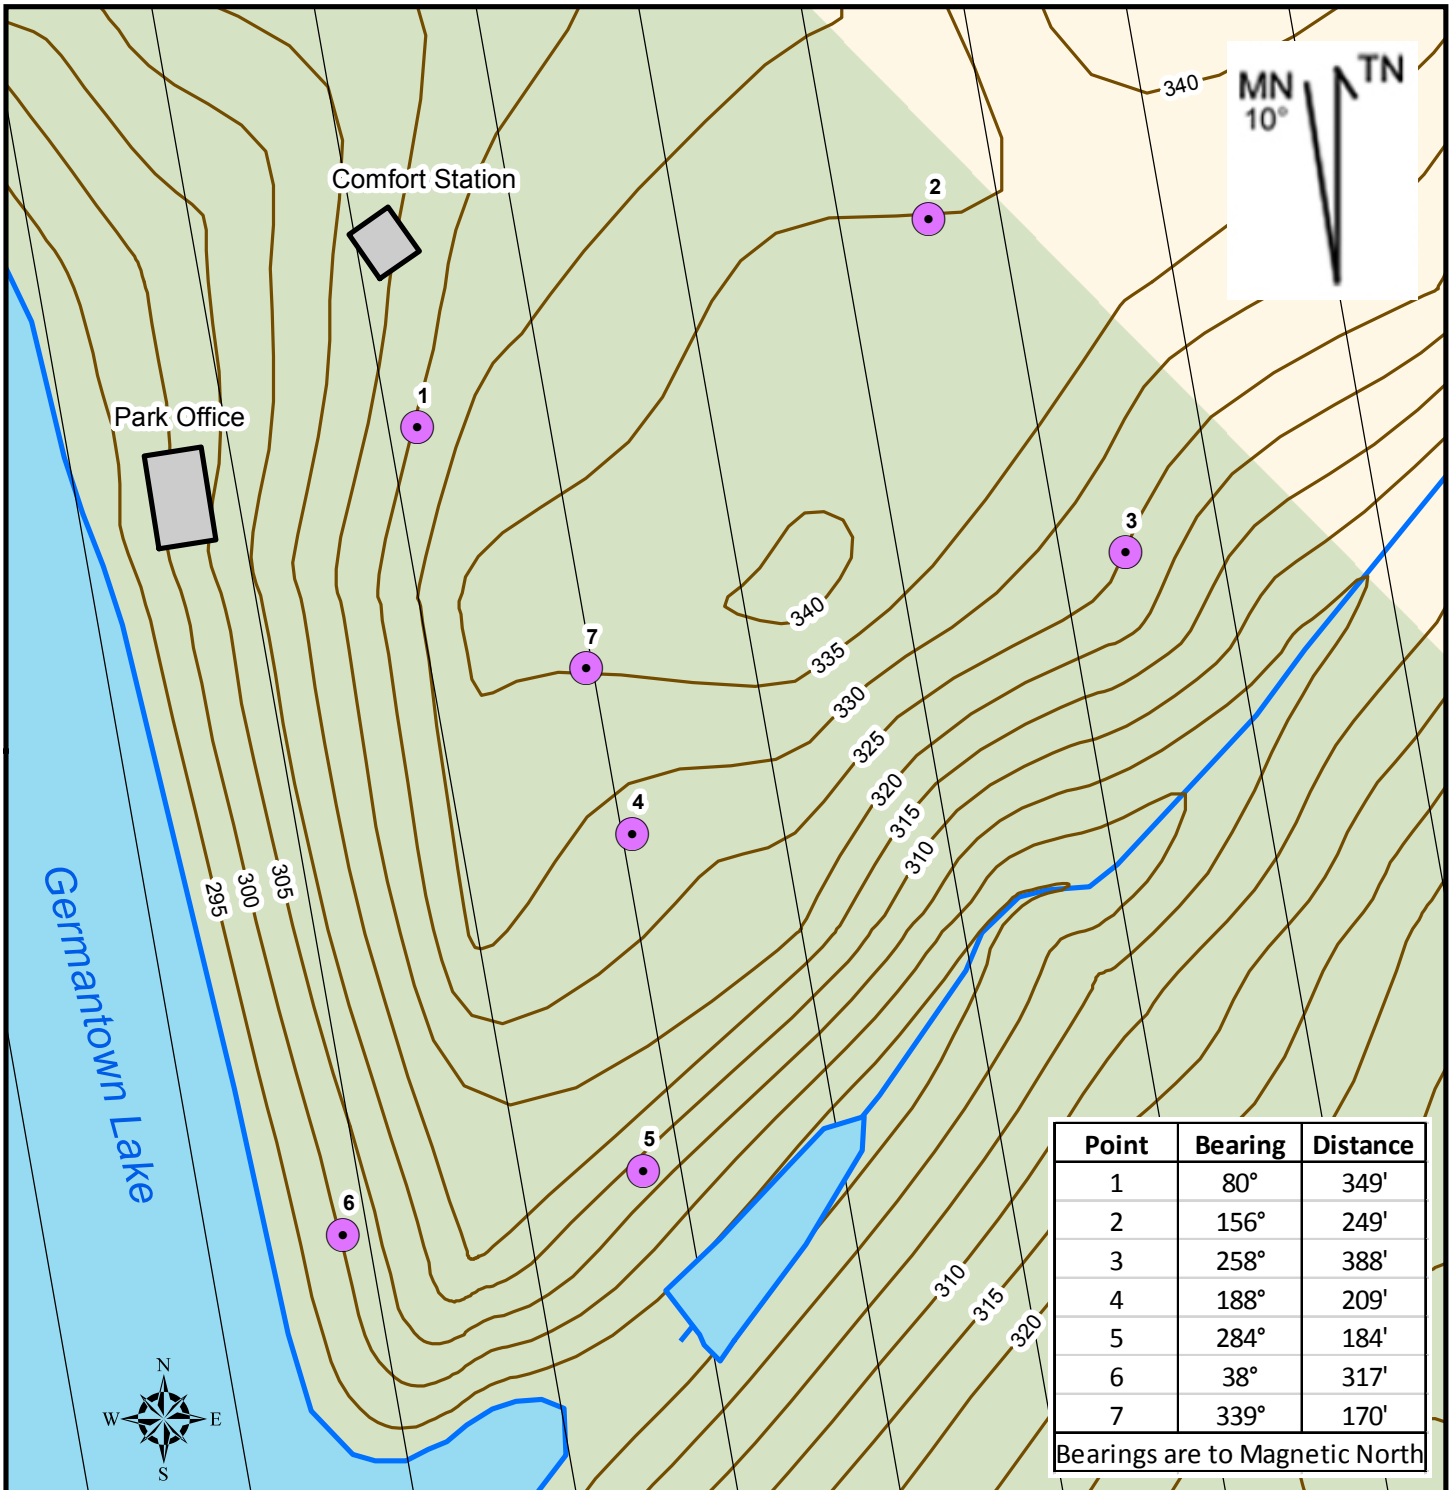 340
MN
10°
TN
Comfort Station
2
1
Park Office
3
340
7
335
330
325
4
320
315
310
295
300
305
Germantown Lake
5
6
310
315
320
N
W
E
S
Point Bearing Distance
1 80° 349'
2 156° 249'
3 258° 388'
4 188° 209'
5 284° 184'
6 38° 317'
7 339° 170'
Bearings are to Magnetic North